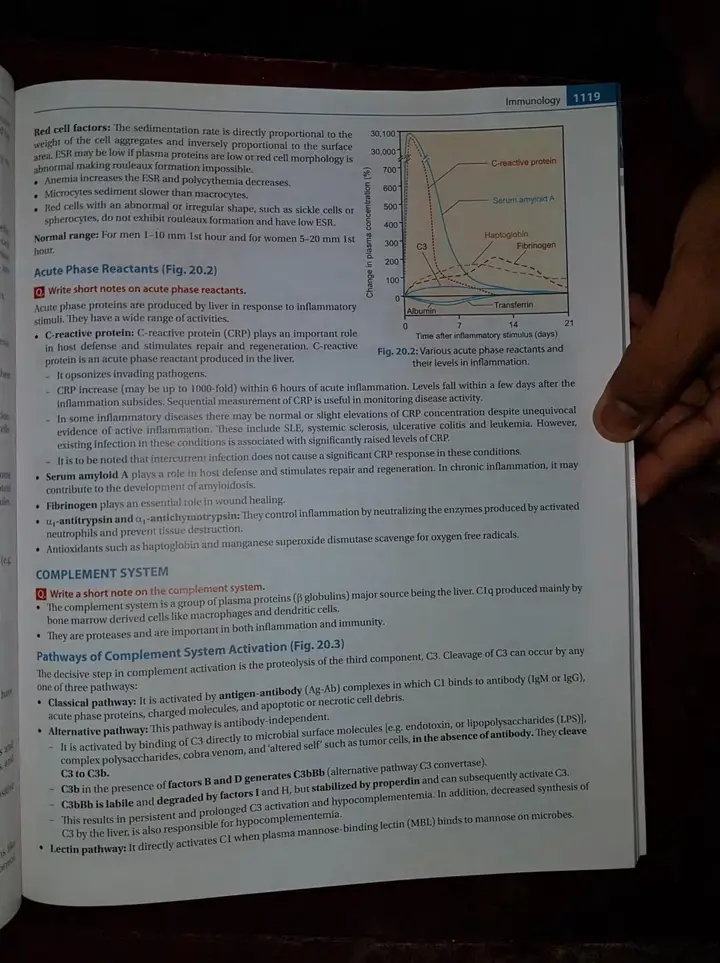 Immunology 1119
Red cell factors: The sedimentation rate is directly proportional to the
weight of the cell aggregates and inversely proportional to the surface
area. ESR may be low if plasma proteins are low or red cell morphology is
abnormal making rouleaux formation impossible.
• Anemia increases the ESR and polycythemia decreases.
• Microcytes sediment slower than macrocytes.
• Red cells with an abnormal or irregular shape, such as sickle cells or
spherocytes, do not exhibit rouleaux formation and have low ESR.
Normal range: For men 1–10 mm 1st hour and for women 5–20 mm 1st
hour.
Acute Phase Reactants (Fig. 20.2)
Q. Write short notes on acute phase reactants.
Acute phase proteins are produced by liver in response to inflammatory
stimuli. They have a wide range of activities.
• C-reactive protein: C-reactive protein (CRP) plays an important role
in host defense and stimulates repair and regeneration. C-reactive
protein is an acute phase reactant produced in the liver.
– It opsonizes invading pathogens.
Change in plasma concentration (%)
30,100
30,000
700
600
500
400
300
200
100
0
C-reactive protein
Serum amyloid A
Haptoglobin
Fibrinogen
C3
Albumin
Transferrin
0 7 14 21
Time after inflammatory stimulus (days)
Fig. 20.2: Various acute phase reactants and
their levels in inflammation.
– CRP increase (may be up to 1000-fold) within 6 hours of acute inflammation. Levels fall within a few days after the
inflammation subsides. Sequential measurement of CRP is useful in monitoring disease activity.
– In some inflammatory diseases there may be normal or slight elevations of CRP concentration despite unequivocal
evidence of active inflammation. These include SLE, systemic sclerosis, ulcerative colitis and leukemia. However,
existing infection in these conditions is associated with significantly raised levels of CRP.
– It is to be noted that intercurrent infection does not cause a significant CRP response in these conditions.
• Serum amyloid A plays a role in host defense and stimulates repair and regeneration. In chronic inflammation, it may
contribute to the development of amyloidosis.
• Fibrinogen plays an essential role in wound healing.
• α₁-antitrypsin and α₁-antichymotrypsin: They control inflammation by neutralizing the enzymes produced by activated
neutrophils and prevent tissue destruction.
• Antioxidants such as haptoglobin and manganese superoxide dismutase scavenge for oxygen free radicals.
COMPLEMENT SYSTEM
Q. Write a short note on the complement system.
• The complement system is a group of plasma proteins (β globulins) major source being the liver. C1q produced mainly by
bone marrow derived cells like macrophages and dendritic cells.
• They are proteases and are important in both inflammation and immunity.
Pathways of Complement System Activation (Fig. 20.3)
The decisive step in complement activation is the proteolysis of the third component, C3. Cleavage of C3 can occur by any
one of three pathways:
• Classical pathway: It is activated by antigen-antibody (Ag-Ab) complexes in which C1 binds to antibody (IgM or IgG),
acute phase proteins, charged molecules, and apoptotic or necrotic cell debris.
• Alternative pathway: This pathway is antibody-independent.
– It is activated by binding of C3 directly to microbial surface molecules [e.g. endotoxin, or lipopolysaccharides (LPS)],
complex polysaccharides, cobra venom, and 'altered self' such as tumor cells, in the absence of antibody. They cleave
C3 to C3b.
– C3b in the presence of factors B and D generates C3bBb (alternative pathway C3 convertase).
– C3bBb is labile and degraded by factors I and H, but stabilized by properdin and can subsequently activate C3.
– This results in persistent and prolonged C3 activation and hypocomplementemia. In addition, decreased synthesis of
C3 by the liver, is also responsible for hypocomplementemia.
• Lectin pathway: It directly activates C1 when plasma mannose-binding lectin (MBL) binds to mannose on microbes.